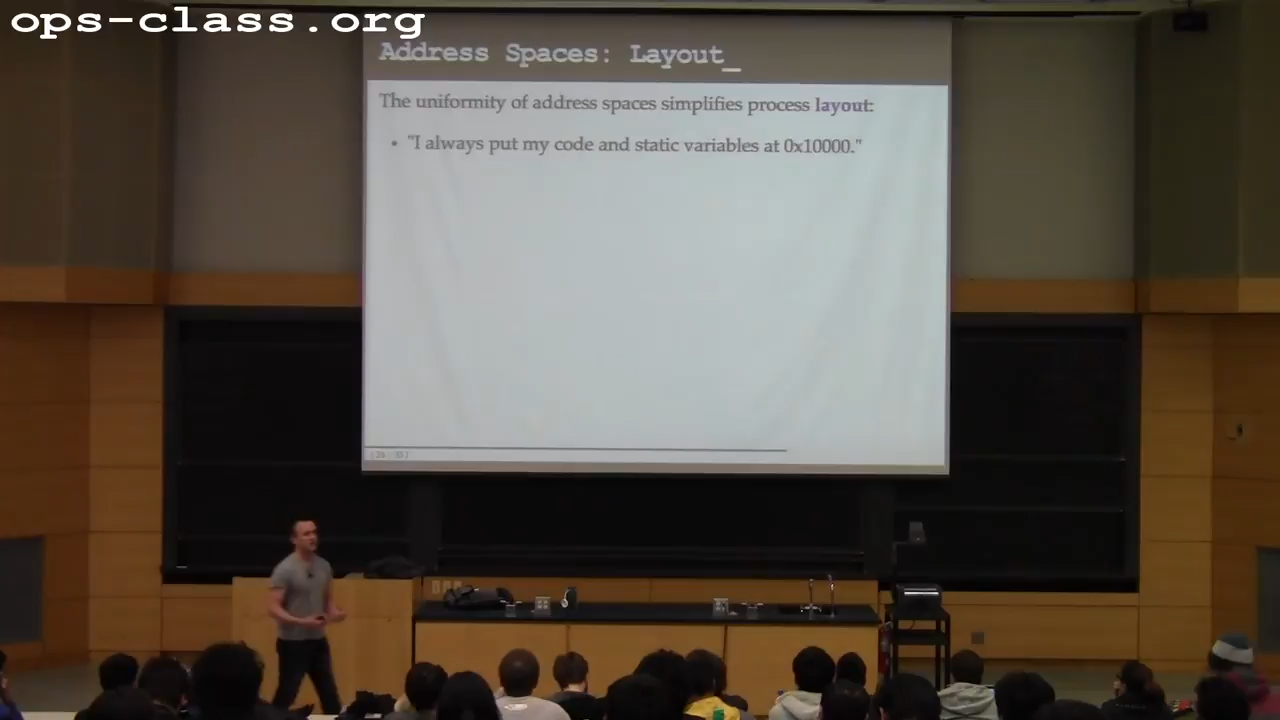 ops-class.org
Address Spaces: Layout_
The uniformity of address spaces simplifies process layout:
• "I always put my code and static variables at 0x10000."